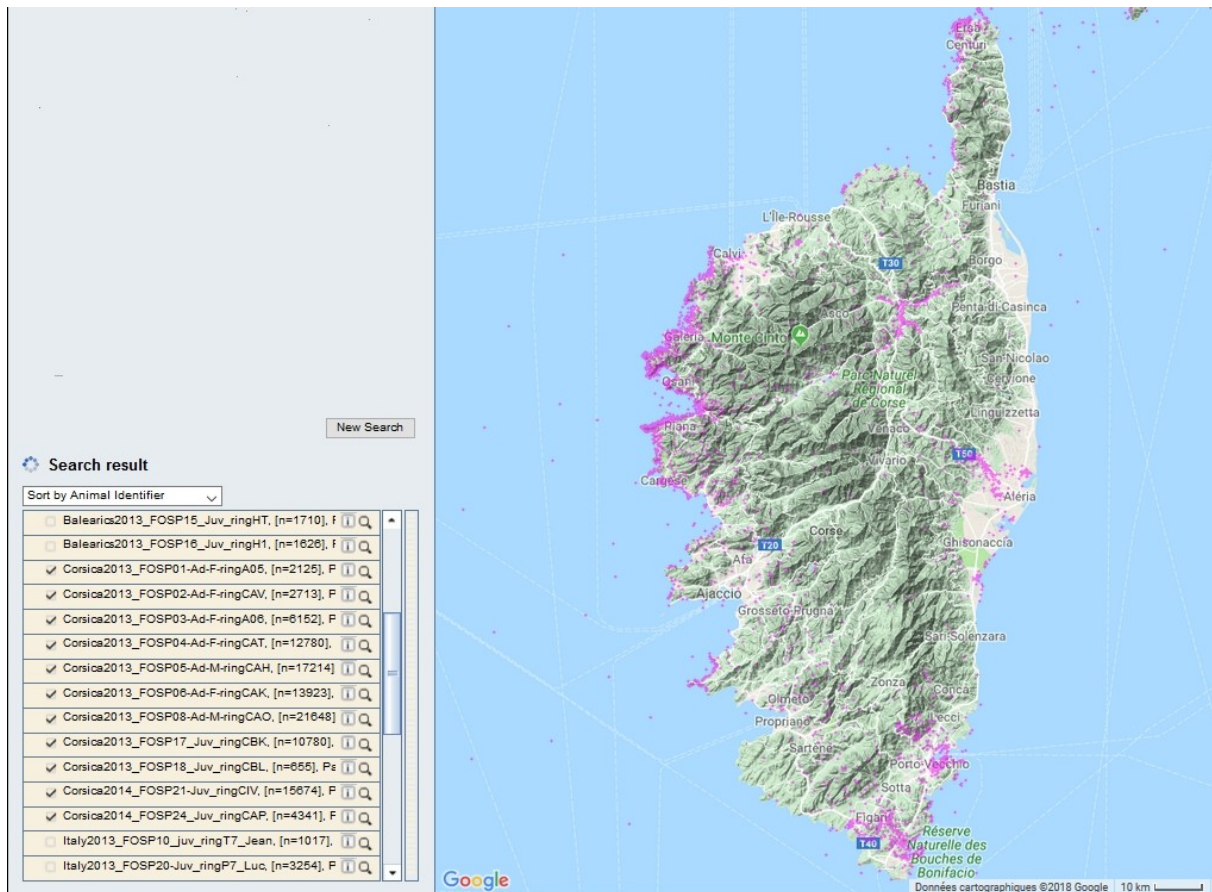 New Search
Search result
Sort by Animal Identifier
Balearics2013_FOSP15_Juv_ringHT, [n=1710], F
Balearics2013_FOSP16_Juv_ringH1, [n=1626], F
Corsica2013_FOSP01-Ad-F-ringA05, [n=2125], P
Corsica2013_FOSP02-Ad-F-ringCAV, [n=2713], P
Corsica2013_FOSP03-Ad-F-ringA06, [n=6152], P
Corsica2013_FOSP04-Ad-F-ringCAT, [n=12780],
Corsica2013_FOSP05-Ad-M-ringCAH, [n=17214]
Corsica2013_FOSP06-Ad-F-ringCAK, [n=13923],
Corsica2013_FOSP08-Ad-M-ringCAO, [n=21648]
Corsica2013_FOSP17_Juv_ringCBK, [n=10780],
Corsica2013_FOSP18_Juv_ringCBL, [n=655], Pa
Corsica2014_FOSP21-Juv_ringCIV, [n=15674], F
Corsica2014_FOSP24_Juv_ringCAP, [n=4341], F
Italy2013_FOSP10_juv_ringT7_Jean, [n=1017],
Italy2013_FOSP20-Juv_ringP7_Luc, [n=3254], P
Ersa
Centuri
Bastia
Furiani
L'Île-Rousse
Calvi
T30
Borgo
Penta-di-Casinca
Asco
Galeria
Monte Cinto
San-Nicolao
Cervione
Osani
Parc Naturel
Régional
de Corse
Linguizzetta
Piana
Venaco
T50
Vivario
Cargèse
Aléria
Corse
Ghisonaccia
T20
Afa
Ajaccio
Grosseto-Prugna
Sari-Solenzara
Zonza
Conca
Olmeto
Lecci
Propriano
Sartène
Porto-Vecchio
Sotta
Figari
T40
Réserve
Naturelle des
Bouches de
Bonifacio
Google
Données cartographiques ©2018 Google
10 km